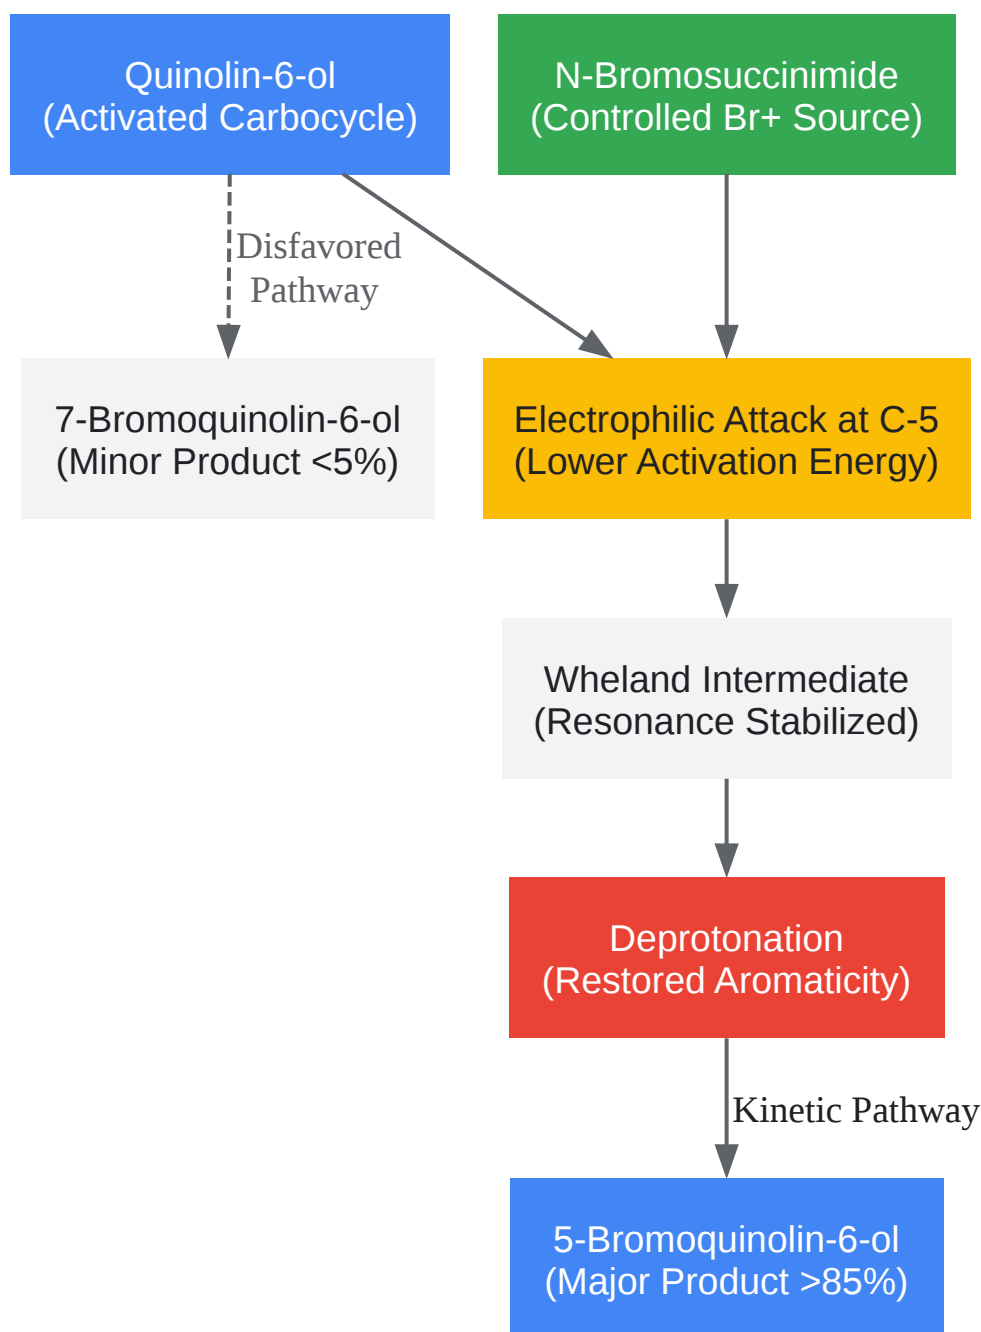 Quinolin-6-ol
(Activated Carbocycle)
N-Bromosuccinimide
(Controlled Br+ Source)
Disfavored
Pathway
7-Bromoquinolin-6-ol
(Minor Product <5%)
Electrophilic Attack at C-5
(Lower Activation Energy)
Wheland Intermediate
(Resonance Stabilized)
Deprotonation
(Restored Aromaticity)
Kinetic Pathway
5-Bromoquinolin-6-ol
(Major Product >85%)